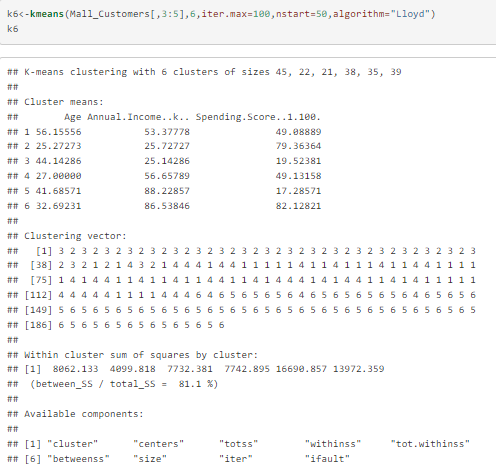 k6<-kmeans(Mall_Customers[,3:5],6,iter.max=100,nstart=50,algorithm="Lloyd")
k6
## K-means clustering with 6 clusters of sizes 45, 22, 21, 38, 35, 39
##
## Cluster means:
##        Age Annual.Income..k.. Spending.Score..1.100.
## 1 56.15556           53.37778               49.08889
## 2 25.27273           25.72727               79.36364
## 3 44.14286           25.14286               19.52381
## 4 27.00000           56.65789               49.13158
## 5 41.68571           88.22857               17.28571
## 6 32.69231           86.53846               82.12821
##
## Clustering vector:
##   [1] 3 2 3 2 3 2 3 2 3 2 3 2 3 2 3 2 3 2 3 2 3 2 3 2 3 2 3 2 3 2 3 2 3 2 3 2 3
##  [38] 2 3 2 1 2 1 4 3 2 1 4 4 4 1 4 4 1 1 1 1 1 4 1 1 4 1 1 1 4 1 1 4 4 1 1 1 1
##  [75] 1 4 1 4 4 1 1 4 1 1 4 1 1 4 4 1 1 4 1 4 4 4 1 4 1 4 4 1 1 4 1 4 1 1 1 1 1
## [112] 4 4 4 4 4 1 1 1 1 4 4 4 6 4 6 5 6 5 6 5 6 4 6 5 6 5 6 5 6 5 6 4 6 5 6 5 6
## [149] 5 6 5 6 5 6 5 6 5 6 5 6 5 6 5 6 5 6 5 6 5 6 5 6 5 6 5 6 5 6 5 6 5 6 5 6 5
## [186] 6 5 6 5 6 5 6 5 6 5 6 5 6 5 6
##
## Within cluster sum of squares by cluster:
## [1]  8062.133  4099.818  7732.381  7742.895 16690.857 13972.359
##  (between_SS / total_SS =  81.1 %)
##
## Available components:
##
## [1] "cluster"      "centers"      "totss"        "withinss"     "tot.withinss"
## [6] "betweenss"    "size"         "iter"         "ifault"